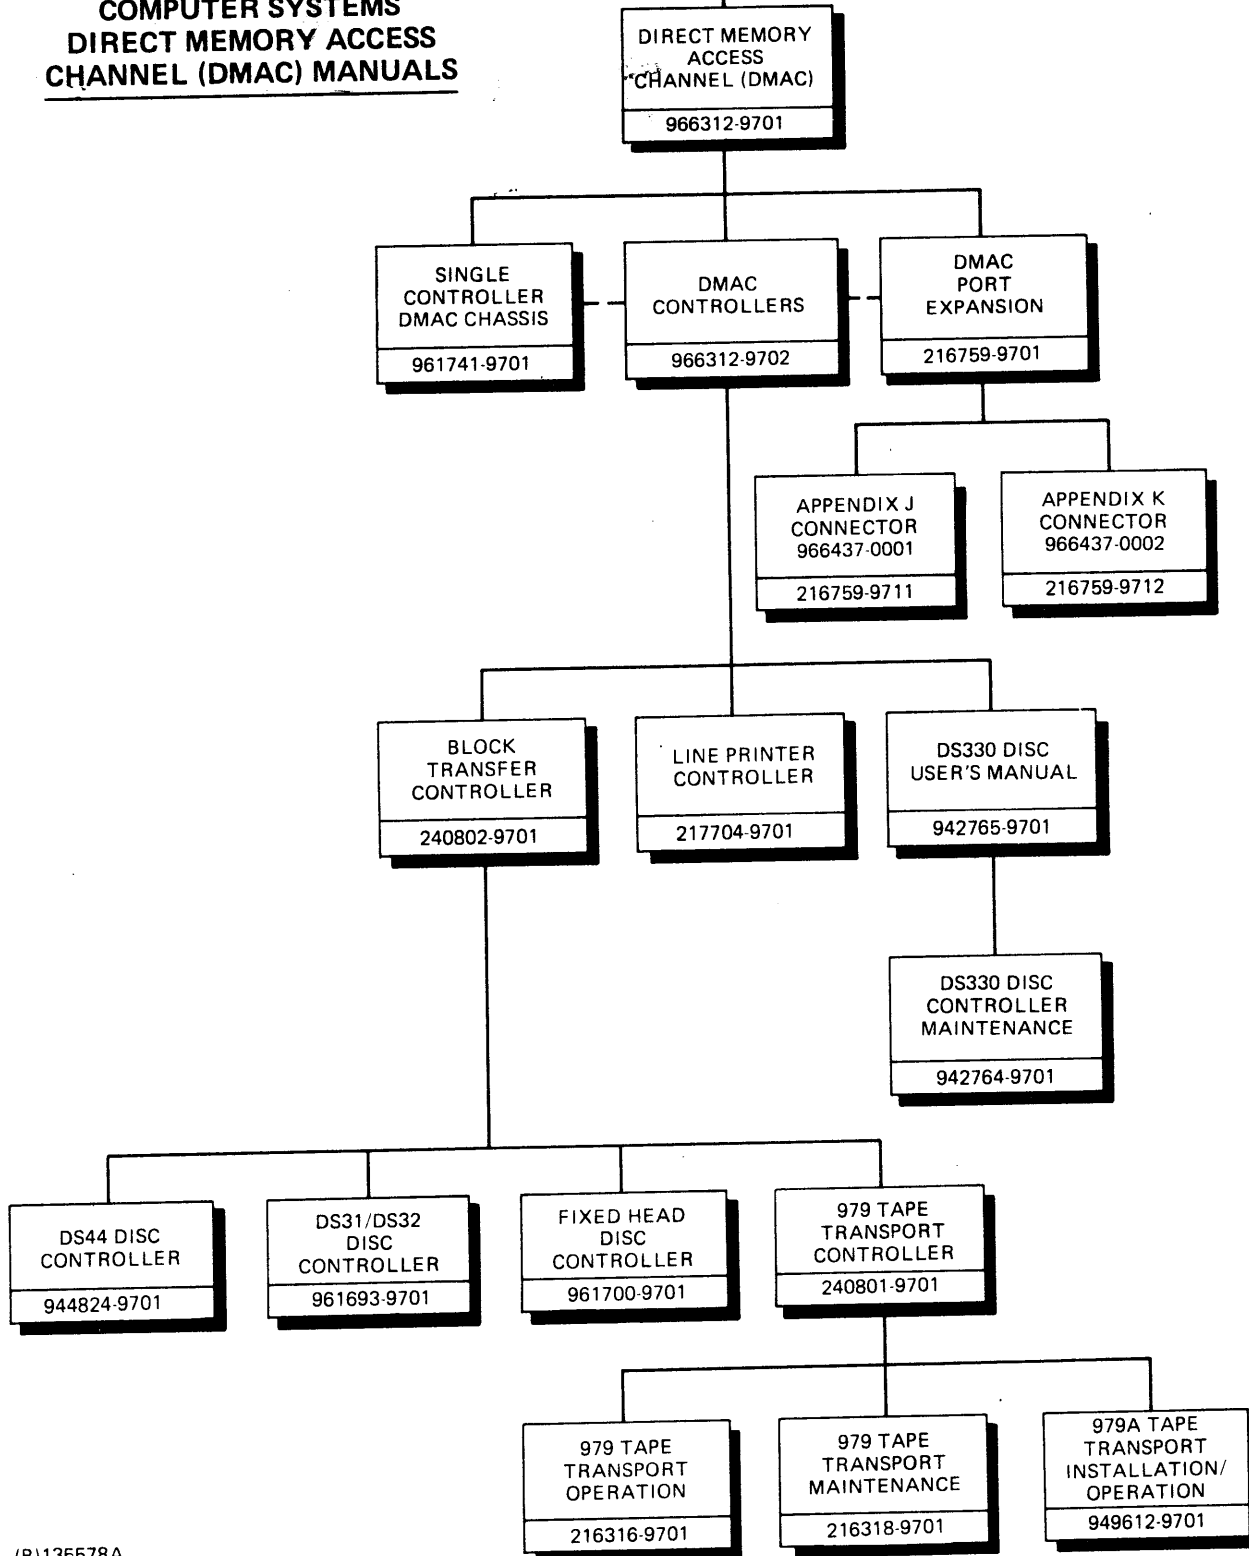 COMPUTER SYSTEMS
DIRECT MEMORY ACCESS
CHANNEL (DMAC) MANUALS
DIRECT MEMORY
ACCESS
CHANNEL (DMAC)
966312-9701
SINGLE
CONTROLLER
DMAC CHASSIS
961741-9701
DMAC
CONTROLLERS
966312-9702
DMAC
PORT
EXPANSION
216759-9701
APPENDIX J
CONNECTOR
966437-0001
216759-9711
APPENDIX K
CONNECTOR
966437-0002
216759-9712
BLOCK
TRANSFER
CONTROLLER
240802-9701
LINE PRINTER
CONTROLLER
217704-9701
DS330 DISC
USER'S MANUAL
942765-9701
DS330 DISC
CONTROLLER
MAINTENANCE
942764-9701
DS44 DISC
CONTROLLER
944824-9701
DS31/DS32
DISC
CONTROLLER
961693-9701
FIXED HEAD
DISC
CONTROLLER
961700-9701
979 TAPE
TRANSPORT
CONTROLLER
240801-9701
979 TAPE
TRANSPORT
OPERATION
216316-9701
979 TAPE
TRANSPORT
MAINTENANCE
216318-9701
979A TAPE
TRANSPORT
INSTALLATION/
OPERATION
949612-9701
(B)135578A